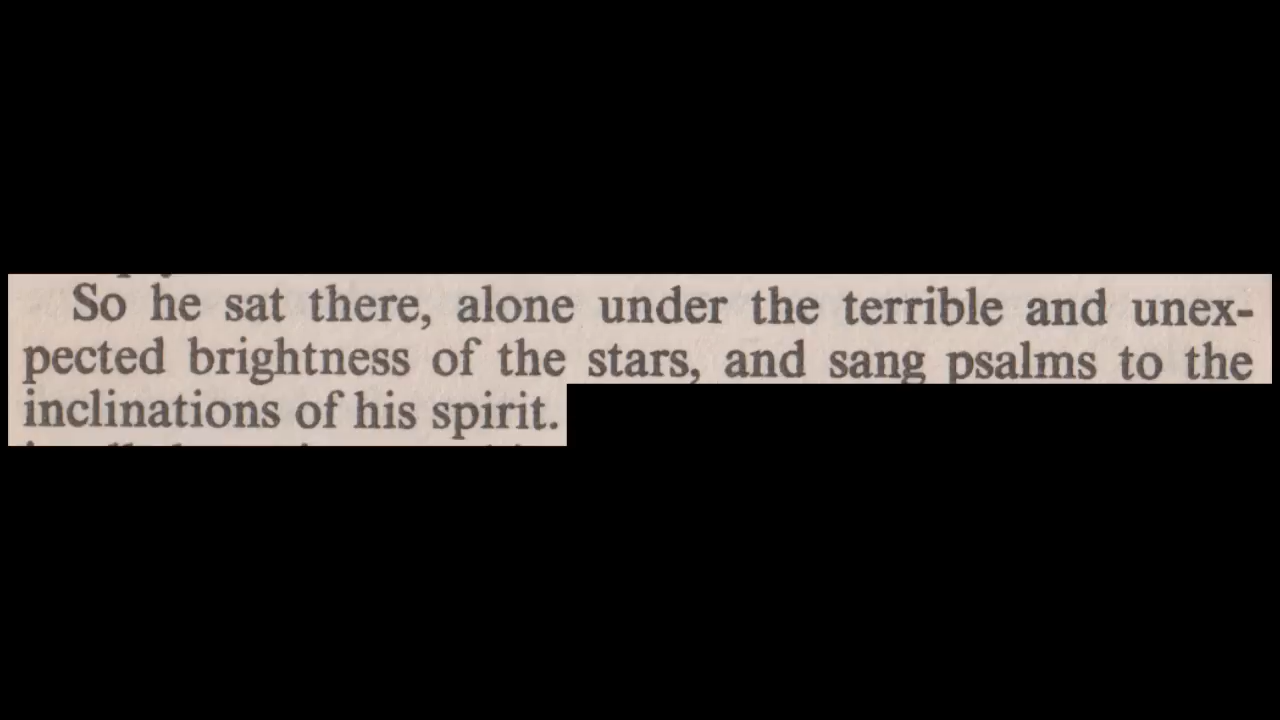 So he sat there, alone under the terrible and unex-
pected brightness of the stars, and sang psalms to the
inclinations of his spirit.